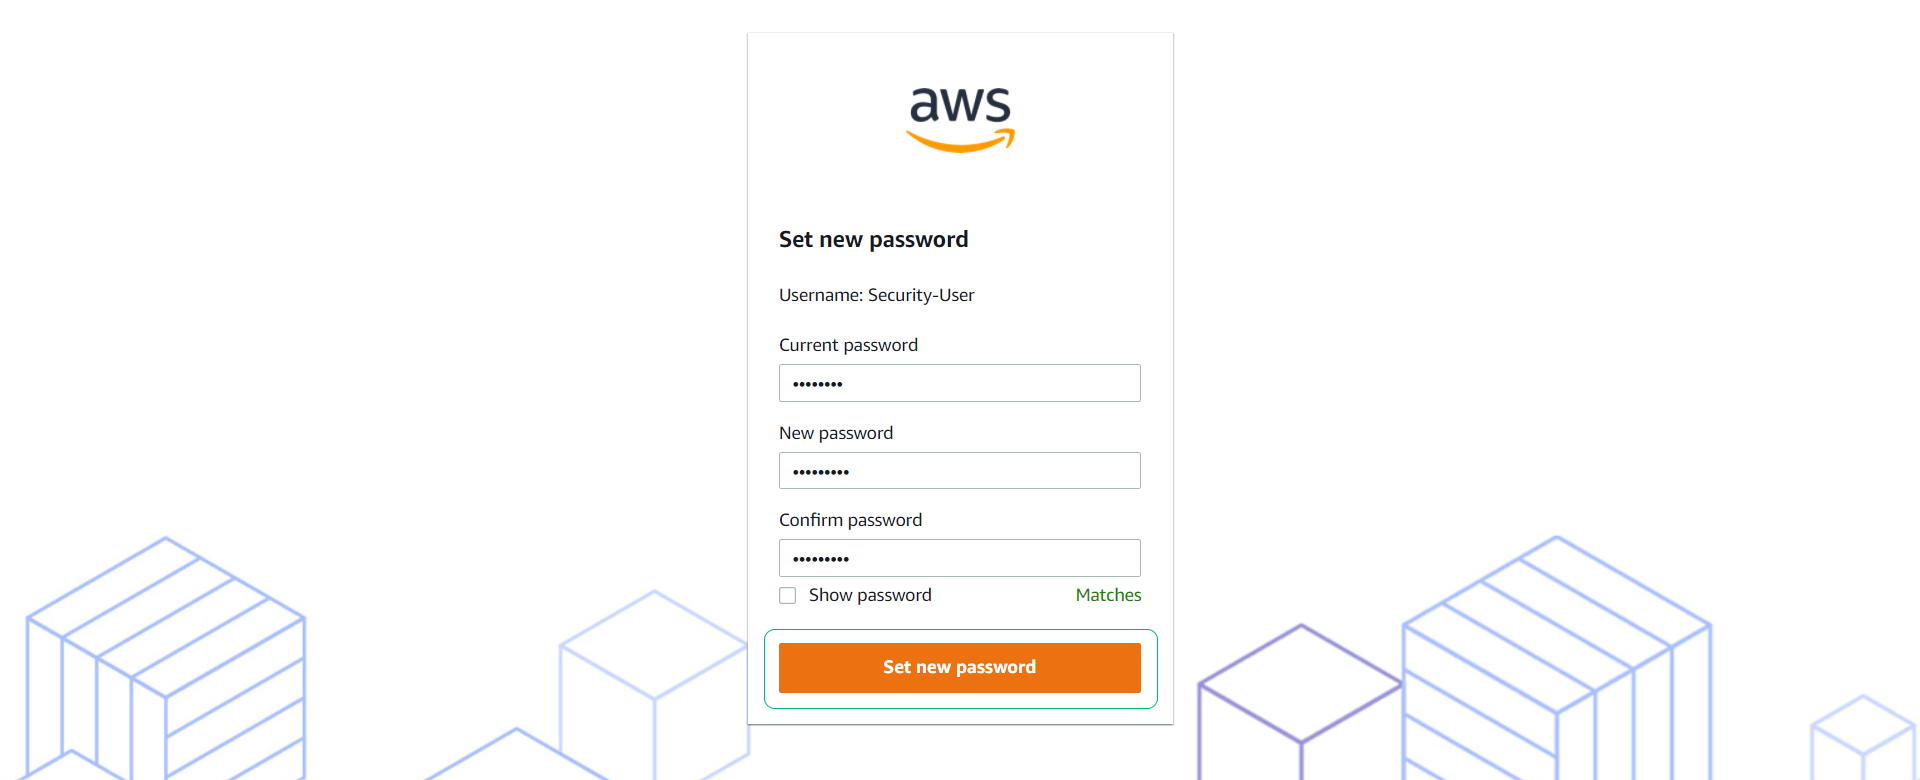 aws
Set new password
Username: Security-User
Current password
••••••••
New password
•••••••••
Confirm password
•••••••••
Show password Matches
Set new password